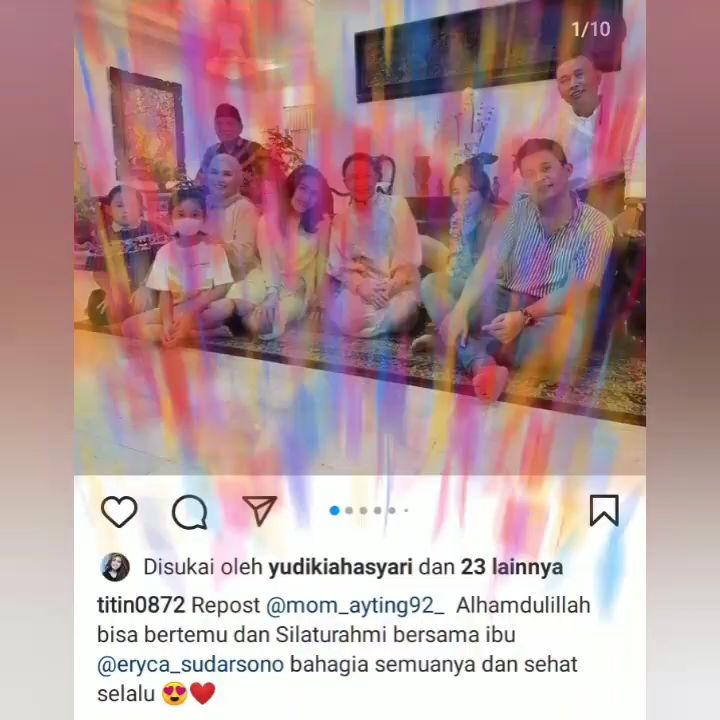 1/10
Disukai oleh yudikiahasyari dan 23 lainnya
titin0872 Repost @mom_ayting92_ Alhamdulillah
bisa bertemu dan Silaturahmi bersama ibu
@eryca_sudarsono bahagia semuanya dan sehat
selalu 😍❤️